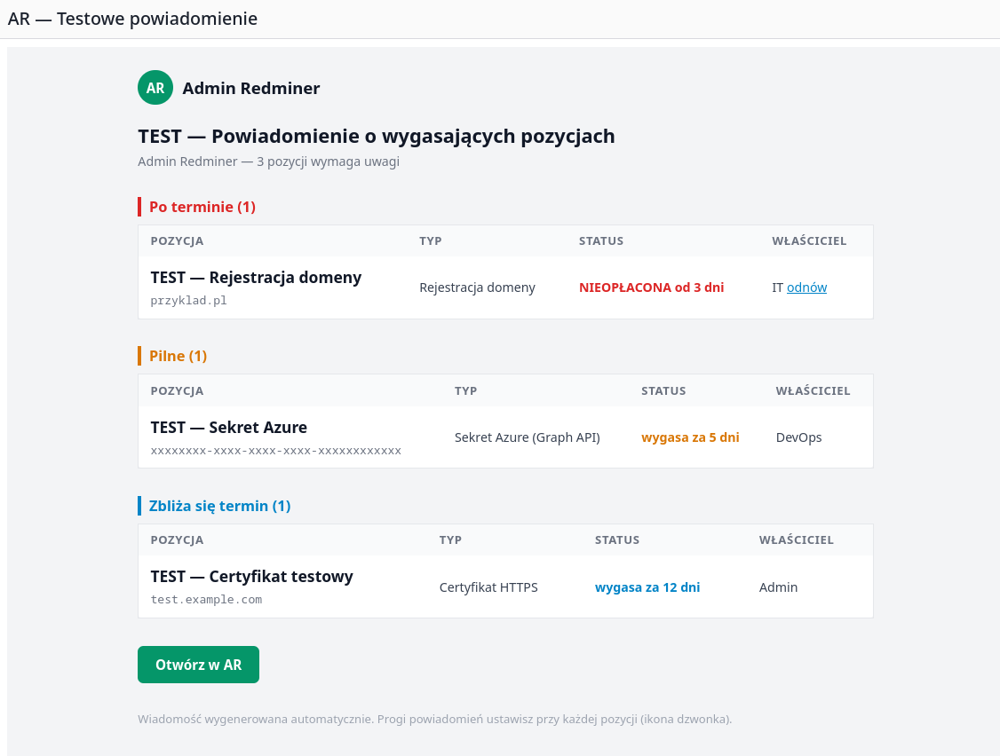 AR — Testowe powiadomienie
AR Admin Redminer
TEST — Powiadomienie o wygasających pozycjach
Admin Redminer — 3 pozycji wymaga uwagi
Po terminie (1)
POZYCJA TYP STATUS WŁAŚCICIEL
TEST — Rejestracja domeny
przyklad.pl
Rejestracja domeny NIEOPŁACONA od 3 dni IT odnów
Pilne (1)
POZYCJA TYP STATUS WŁAŚCICIEL
TEST — Sekret Azure
xxxxxxxx-xxxx-xxxx-xxxx-xxxxxxxxxxxx
Sekret Azure (Graph API) wygasa za 5 dni DevOps
Zbliża się termin (1)
POZYCJA TYP STATUS WŁAŚCICIEL
TEST — Certyfikat testowy
test.example.com
Certyfikat HTTPS wygasa za 12 dni Admin
Otwórz w AR
Wiadomość wygenerowana automatycznie. Progi powiadomień ustawisz przy każdej pozycji (ikona dzwonka).